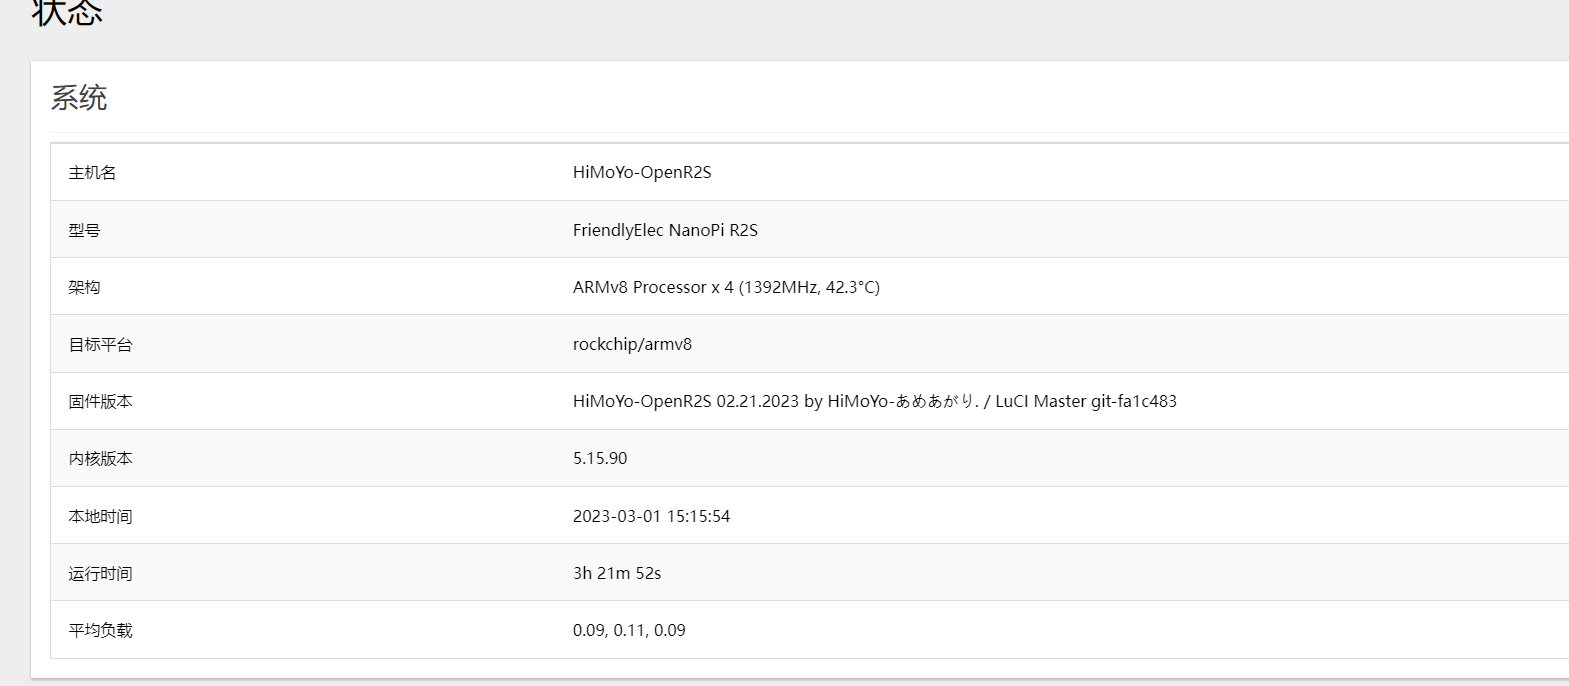 状态
系统
主机名 HiMoYo-OpenR2S
型号 FriendlyElec NanoPi R2S
架构 ARMv8 Processor x 4 (1392MHz, 42.3°C)
目标平台 rockchip/armv8
固件版本 HiMoYo-OpenR2S 02.21.2023 by HiMoYo-あめあがり. / LuCI Master git-fa1c483
内核版本 5.15.90
本地时间 2023-03-01 15:15:54
运行时间 3h 21m 52s
平均负载 0.09, 0.11, 0.09